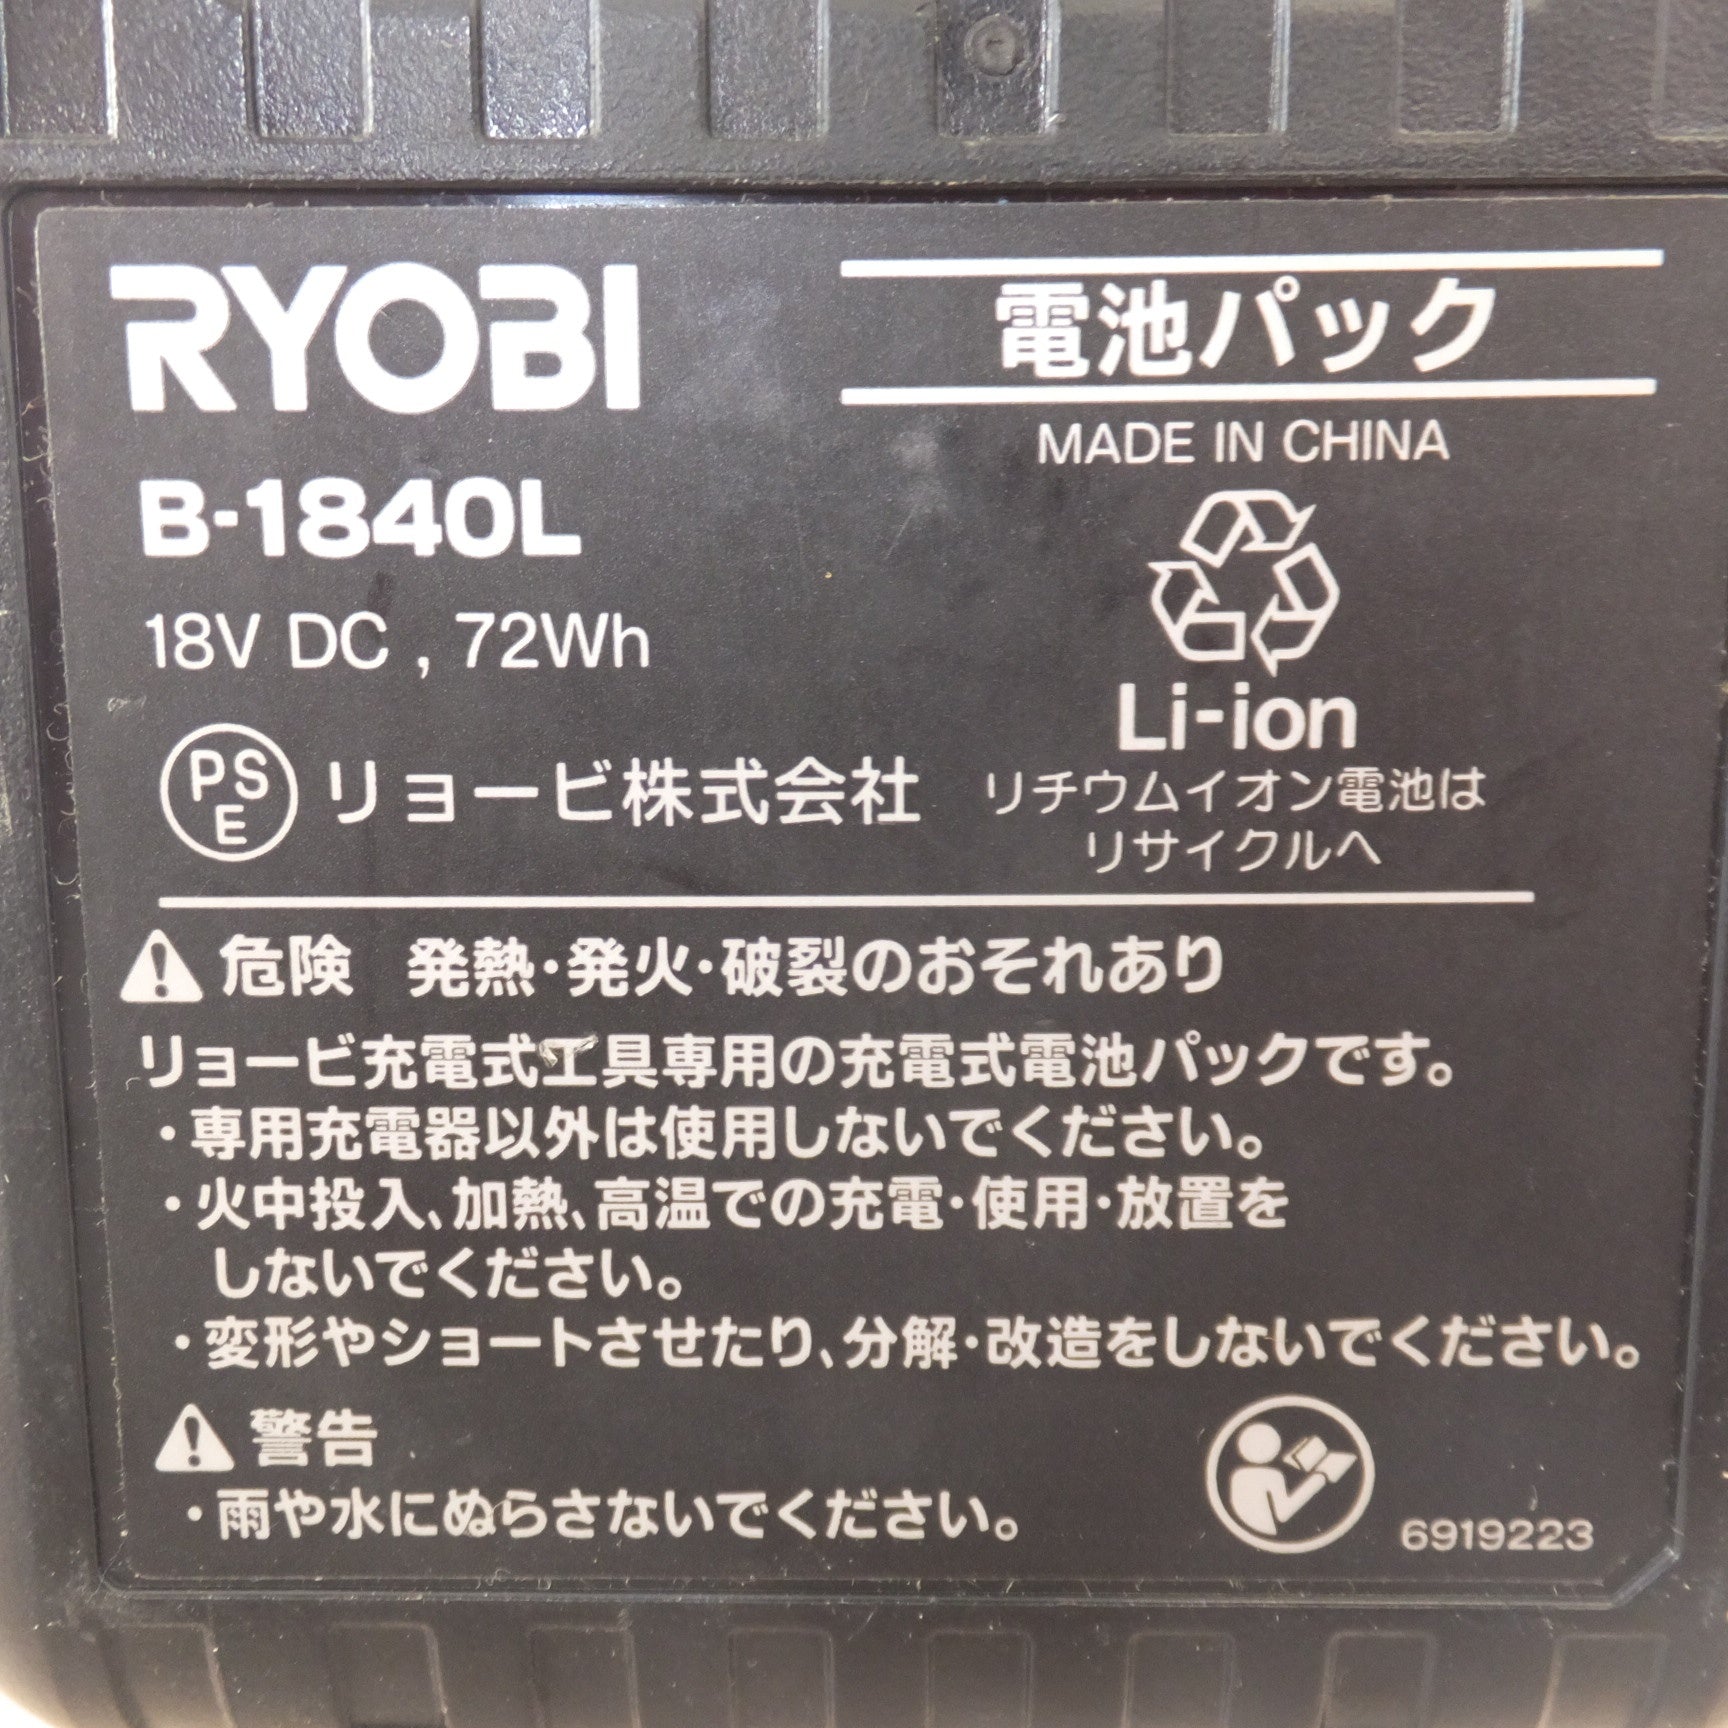 RYOBI
電池パック
MADE IN CHINA
B-1840L
18V DC , 72Wh
Li-ion
PSE リョービ株式会社
リチウムイオン電池は
リサイクルへ
危険 発熱・発火・破裂のおそれあり
リョービ充電式工具専用の充電式電池パックです。
・専用充電器以外は使用しないでください。
・火中投入、加熱、高温での充電・使用・放置を
しないでください。
・変形やショートさせたり、分解・改造をしないでください。
警告
・雨や水にぬらさないでください。
6919223